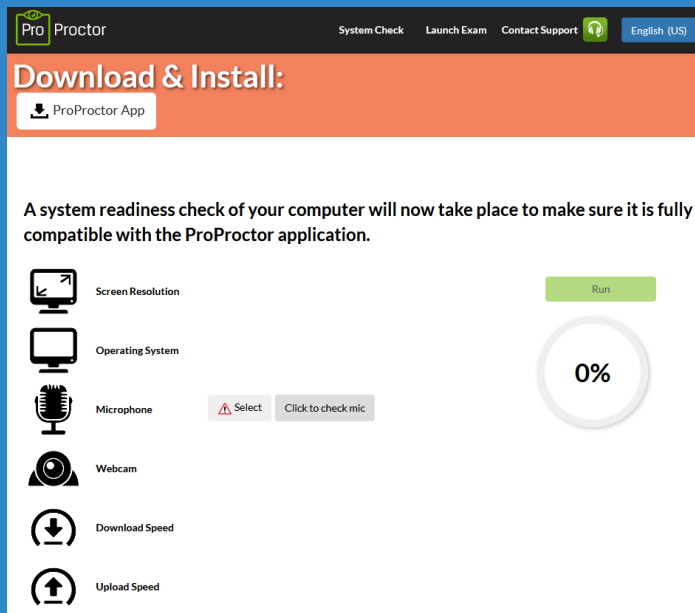 Pro Proctor
System Check Launch Exam Contact Support English (US)
Download & Install:
ProProctor App
A system readiness check of your computer will now take place to make sure it is fully
compatible with the ProProctor application.
Screen Resolution
Run
Operating System
0%
Microphone Select Click to check mic
Webcam
Download Speed
Upload Speed